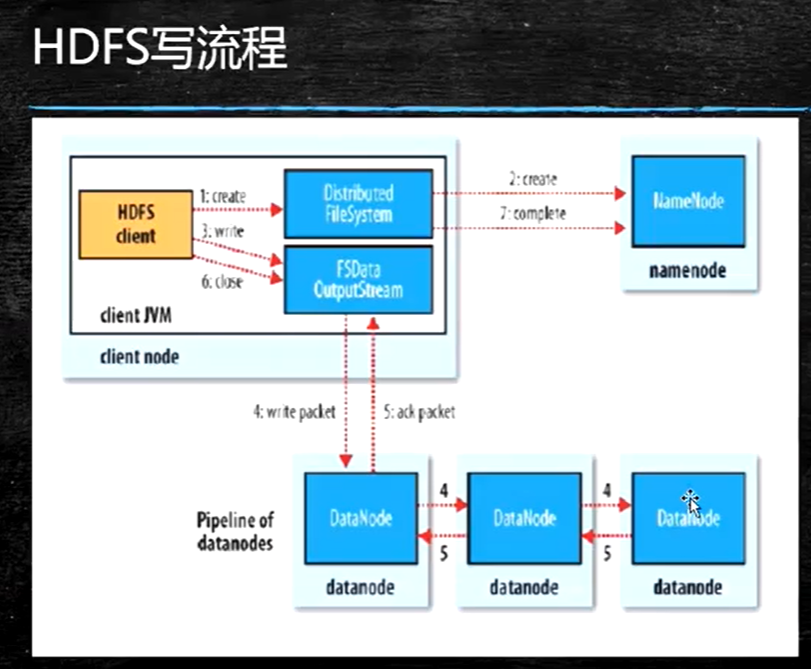 HDFS写流程
1: create
2: create
3: write
7: complete
6: close
HDFS
client
Distributed
FileSystem
FSData
OutputStream
NameNode
namenode
client JVM
client node
4: write packet
5: ack packet
Pipeline of
datanodes
DataNode
4
5
DataNode
4
5
DataNode
datanode
datanode
datanode